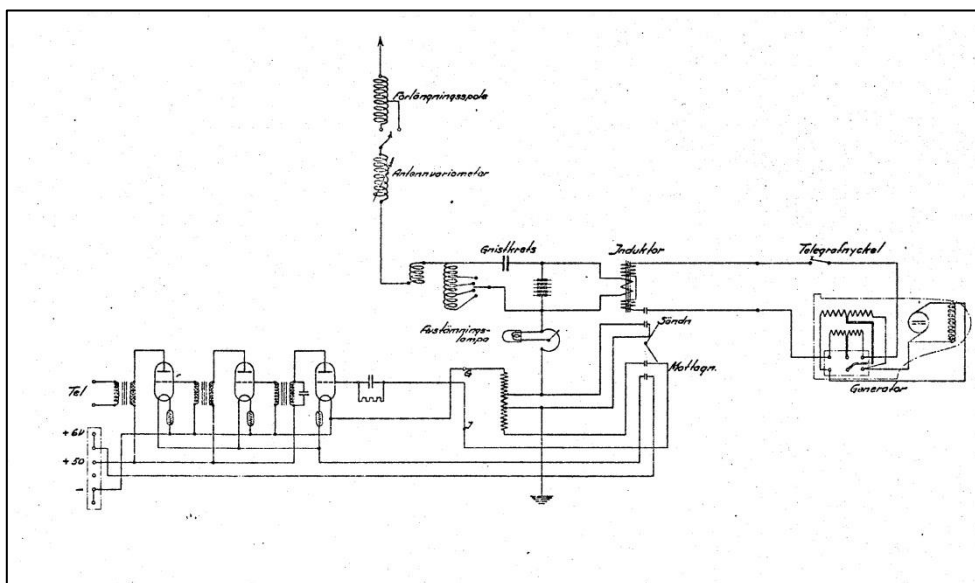 Förlängningsspole
Antennvariometer
Gnistkrets
Induktor
Telegrafnyckel
Avstämnings-
lampa
Sändn
Mottagn.
Generator
Tel
G
J
+6V
+50
-